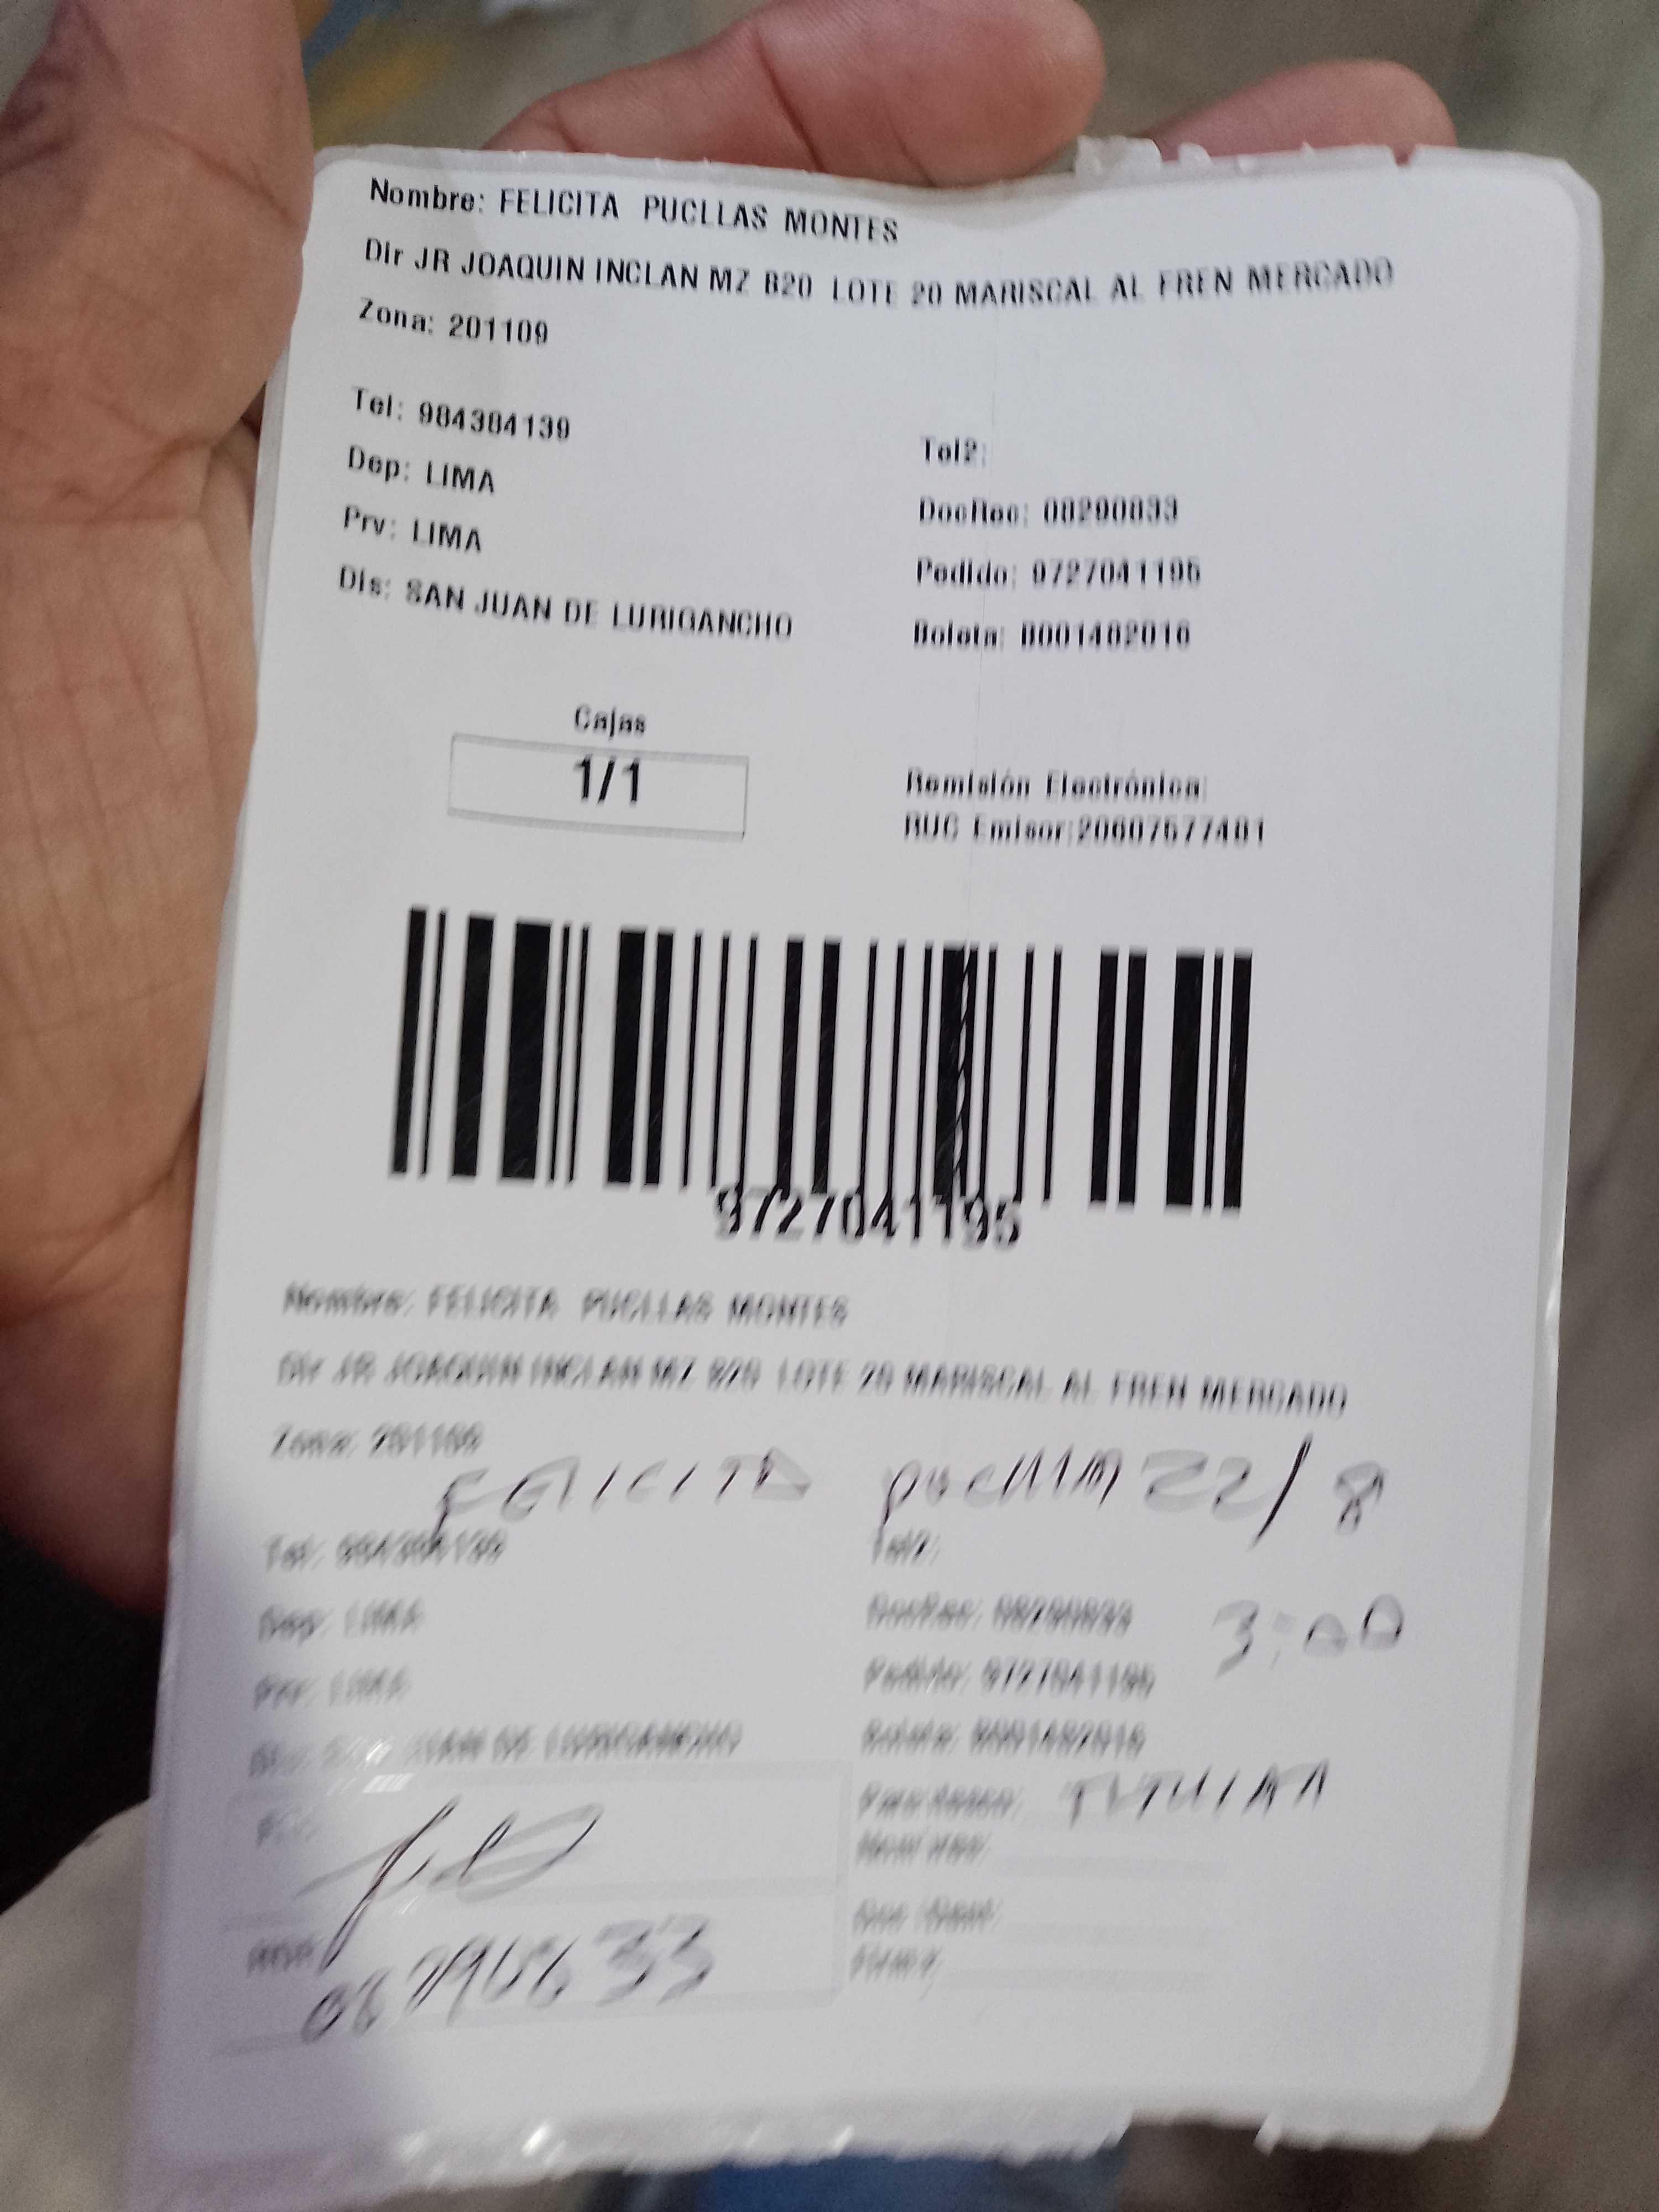 Nombre: FELICITA PUCLLAS MONTES
Dir JR JOAQUIN INCLAN MZ B20 LOTE 20 MARISCAL AL FREN MERCADO
Zona: 201109
Tel: 984384139
Tel2:
Dep: LIMA
DocRec: 08290833
Prv: LIMA
Pedido: 9727041195
Dis: SAN JUAN DE LURIGANCHO
Boleta: B001482016
Cajas
1/1
Remisión Electrónica:
RUC Emisor:20607577481
9727041195
Nombre: FELICITA PUCLLAS MONTES
Dir JR JOAQUIN INCLAN MZ B20 LOTE 20 MARISCAL AL FREN MERCADO
Zona: 201109
FELICITA 22/8
Tel: 984384139
Tel2:
Dep: LIMA
DocRec: 08290833
3:00
Prv: LIMA
Pedido: 9727041195
Dis: SAN JUAN DE LURIGANCHO
Boleta: B001482016
08290833